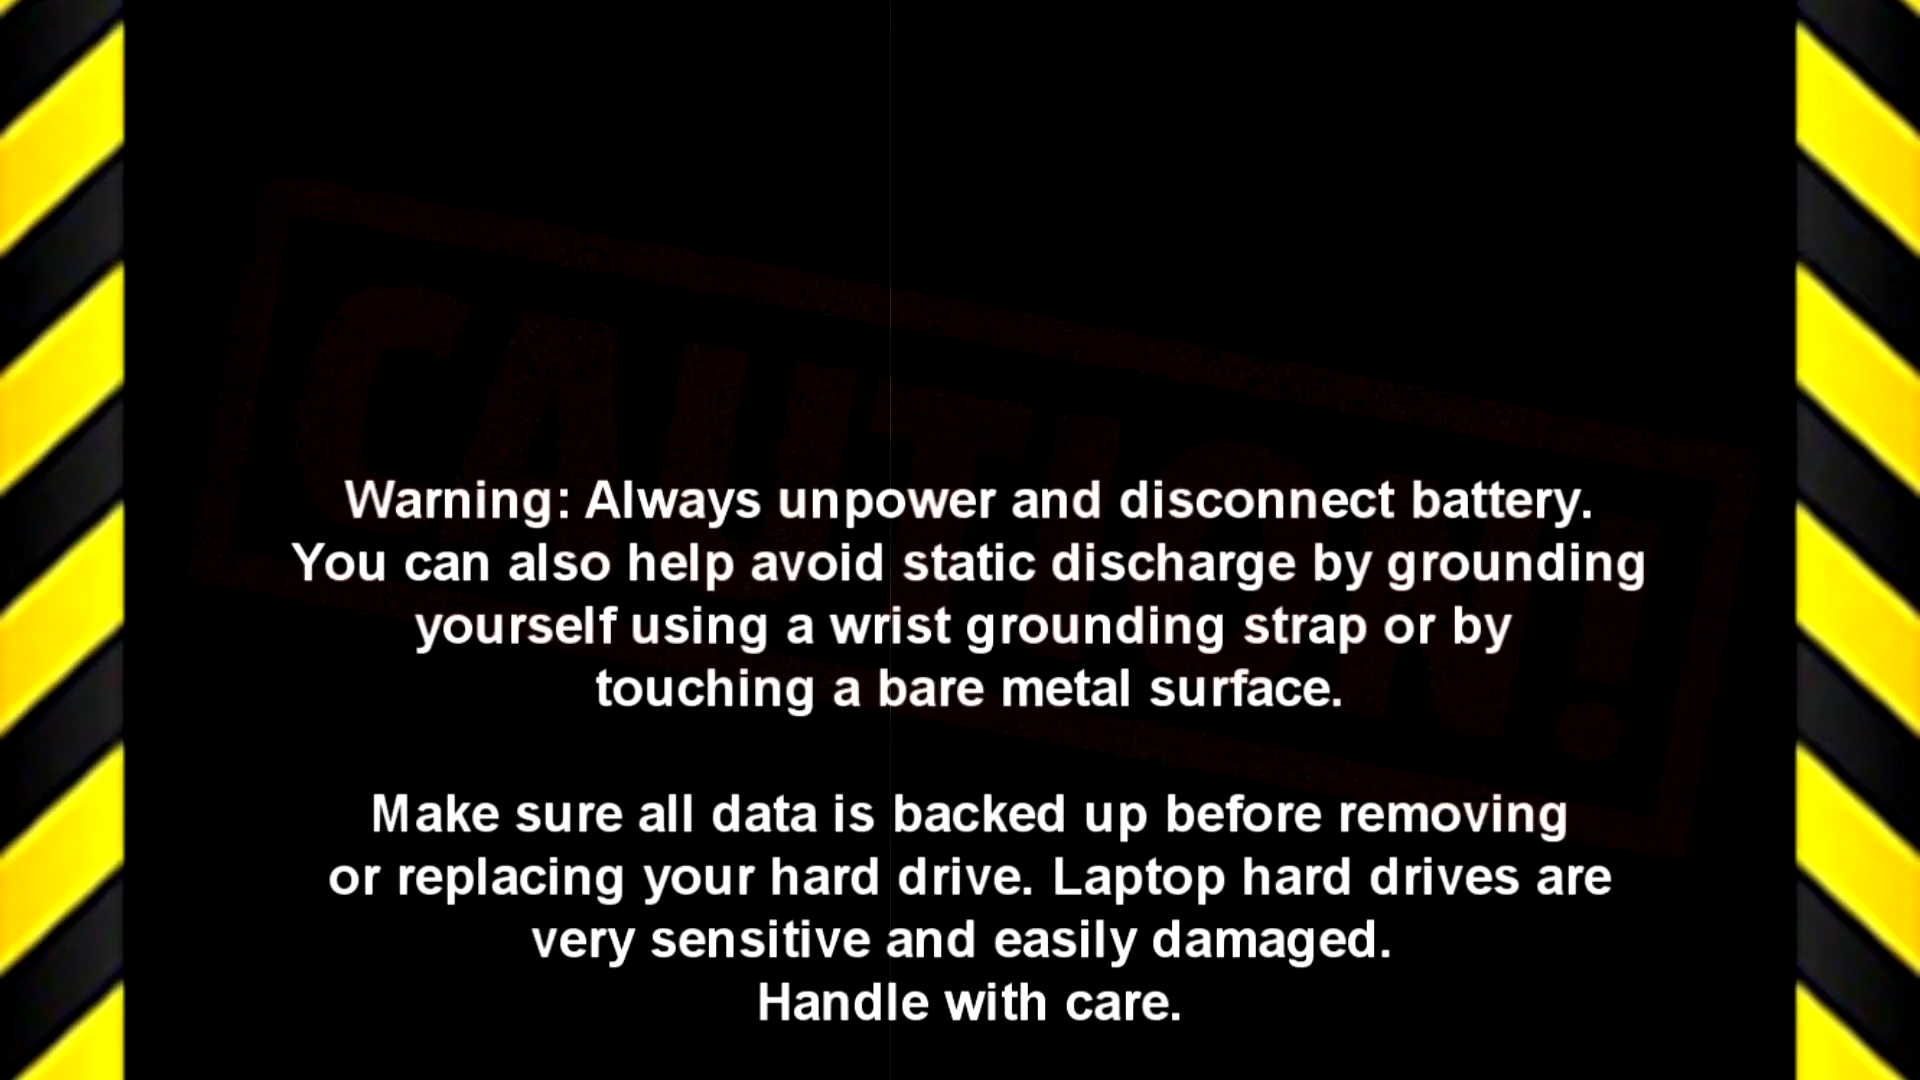 CAUTION!
Warning: Always unpower and disconnect battery.
You can also help avoid static discharge by grounding
yourself using a wrist grounding strap or by
touching a bare metal surface.
Make sure all data is backed up before removing
or replacing your hard drive. Laptop hard drives are
very sensitive and easily damaged.
Handle with care.